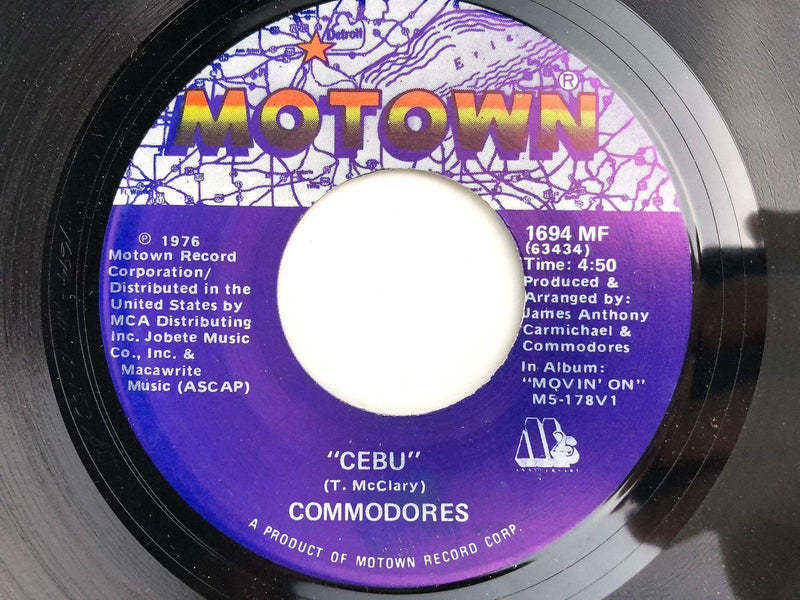 Detroit
Erie
MOTOWN®
℗ 1976
Motown Record
Corporation/
Distributed in the
United States by
MCA Distributing
Inc. Jobete Music
Co., Inc. &
Macawrite
Music (ASCAP)
1694 MF
(63434)
Time: 4:50
Produced &
Arranged by:
James Anthony
Carmichael &
Commodores
In Album:
"MOVIN' ON"
M5-178V1
"CEBU"
(T. McClary)
COMMODORES
A PRODUCT OF MOTOWN RECORD CORP.